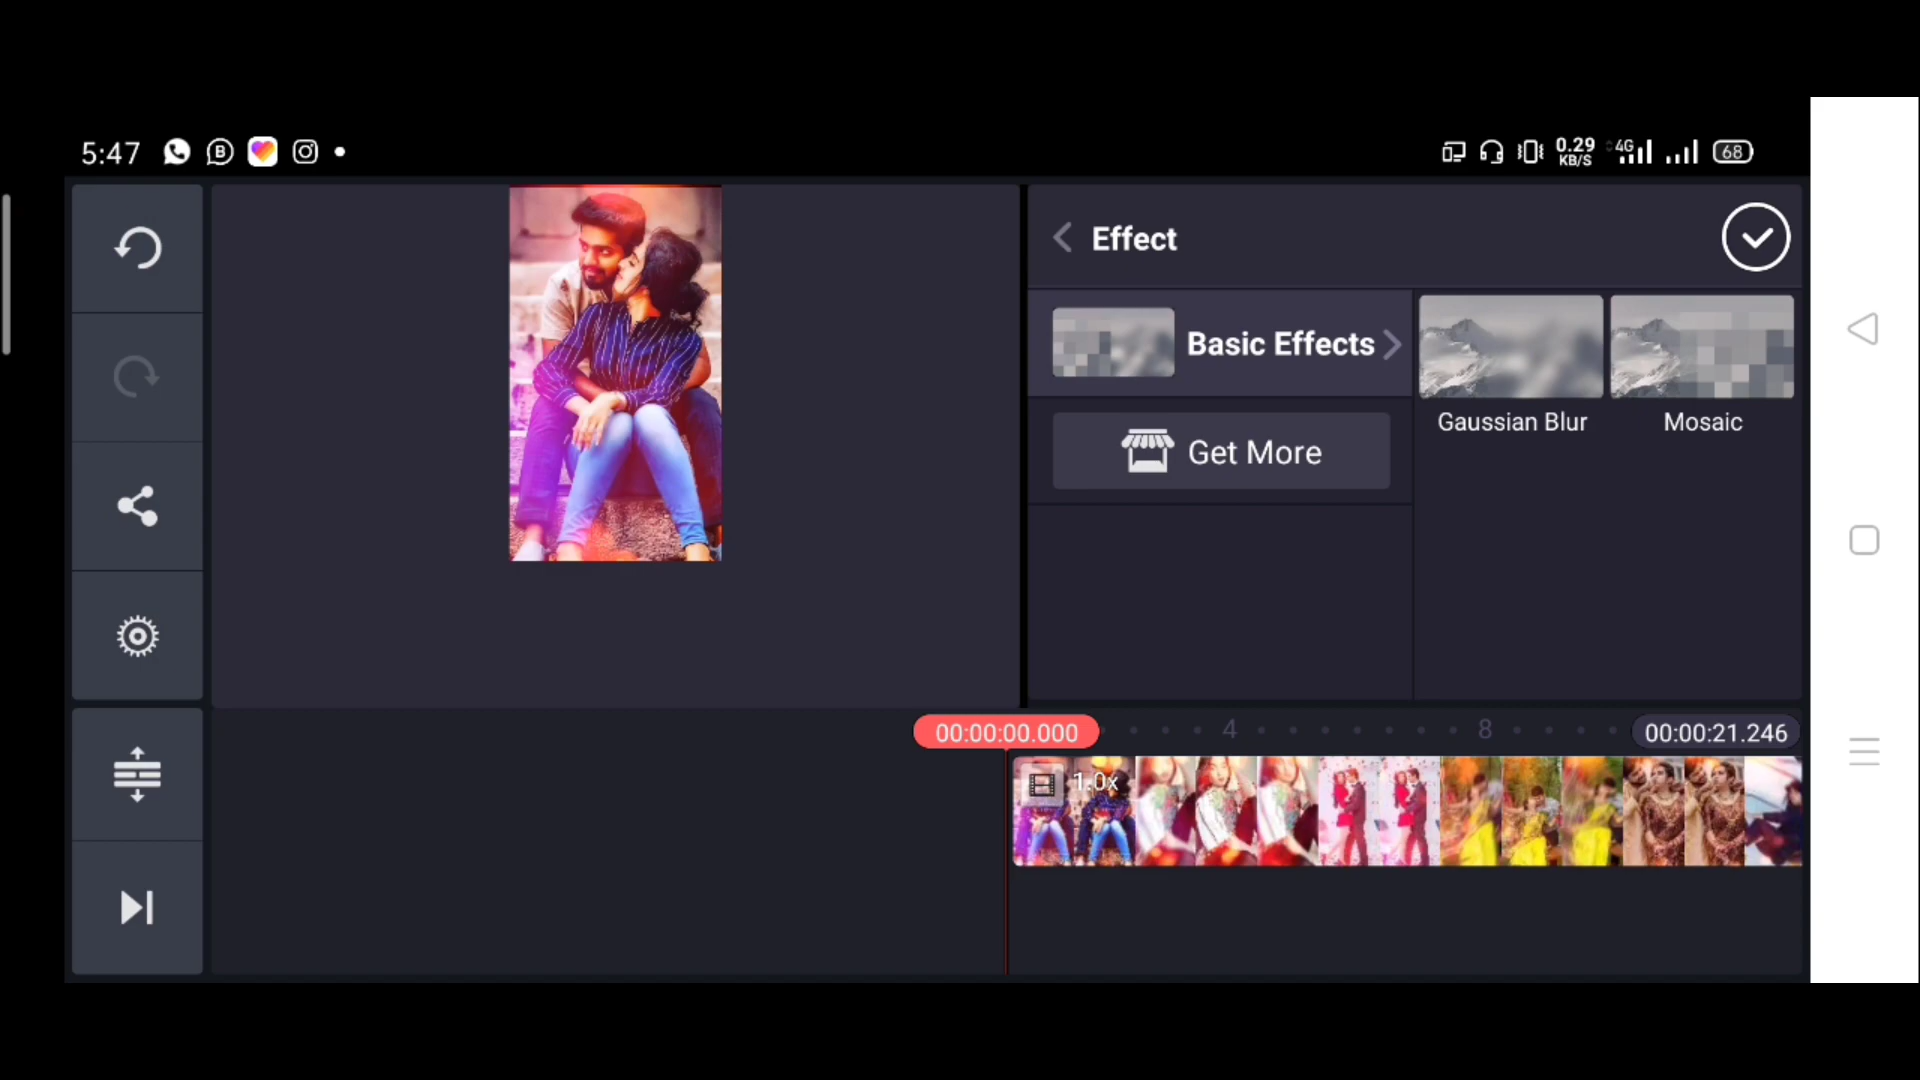 5:47
0.29
KB/S
4G
68
Effect
Basic Effects
Get More
Gaussian Blur
Mosaic
00:00:00.000
4
8
00:00:21.246
1.0x